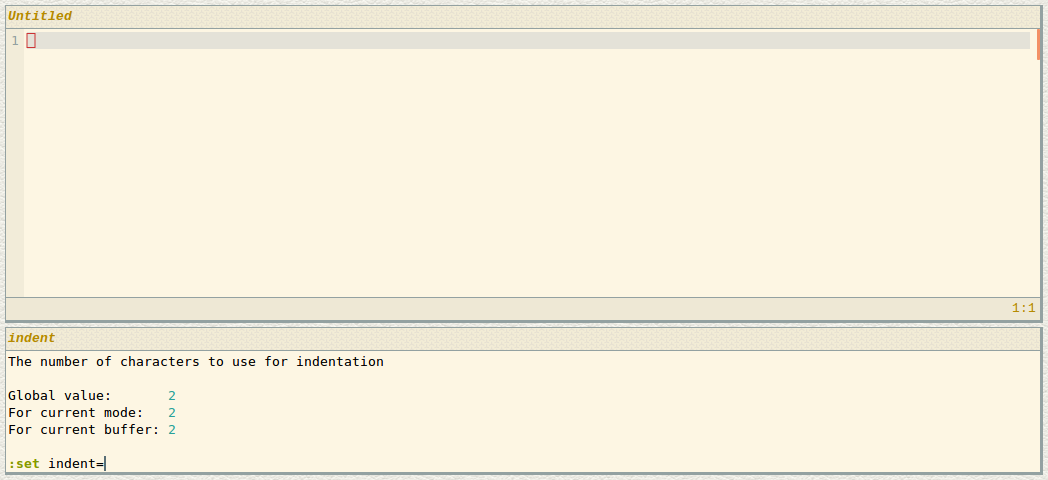 Untitled
1
1:1
indent
The number of characters to use for indentation
Global value: 2
For current mode: 2
For current buffer: 2
:set indent=